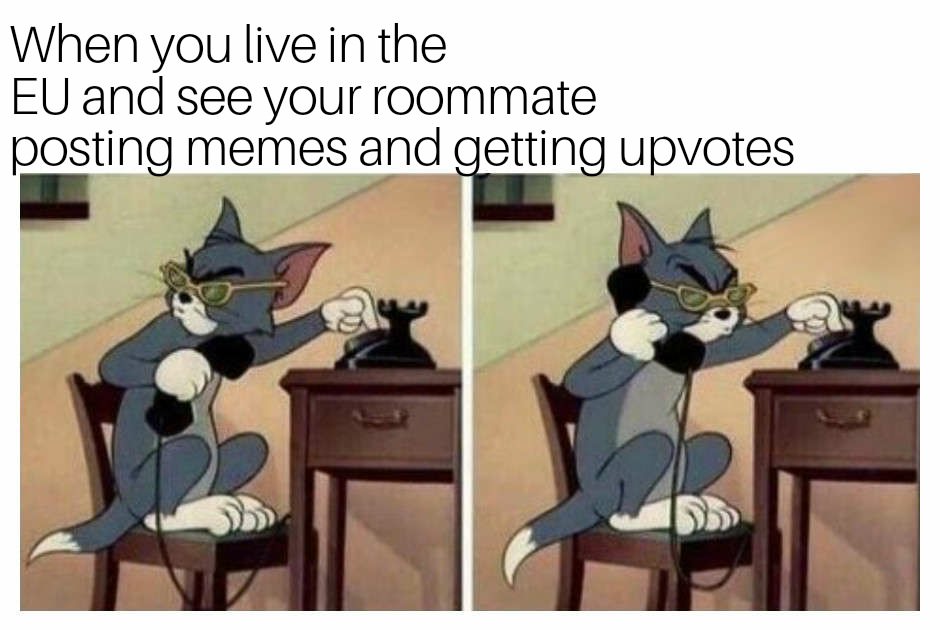 When you live in the
EU and see your roommate
posting memes and getting upvotes